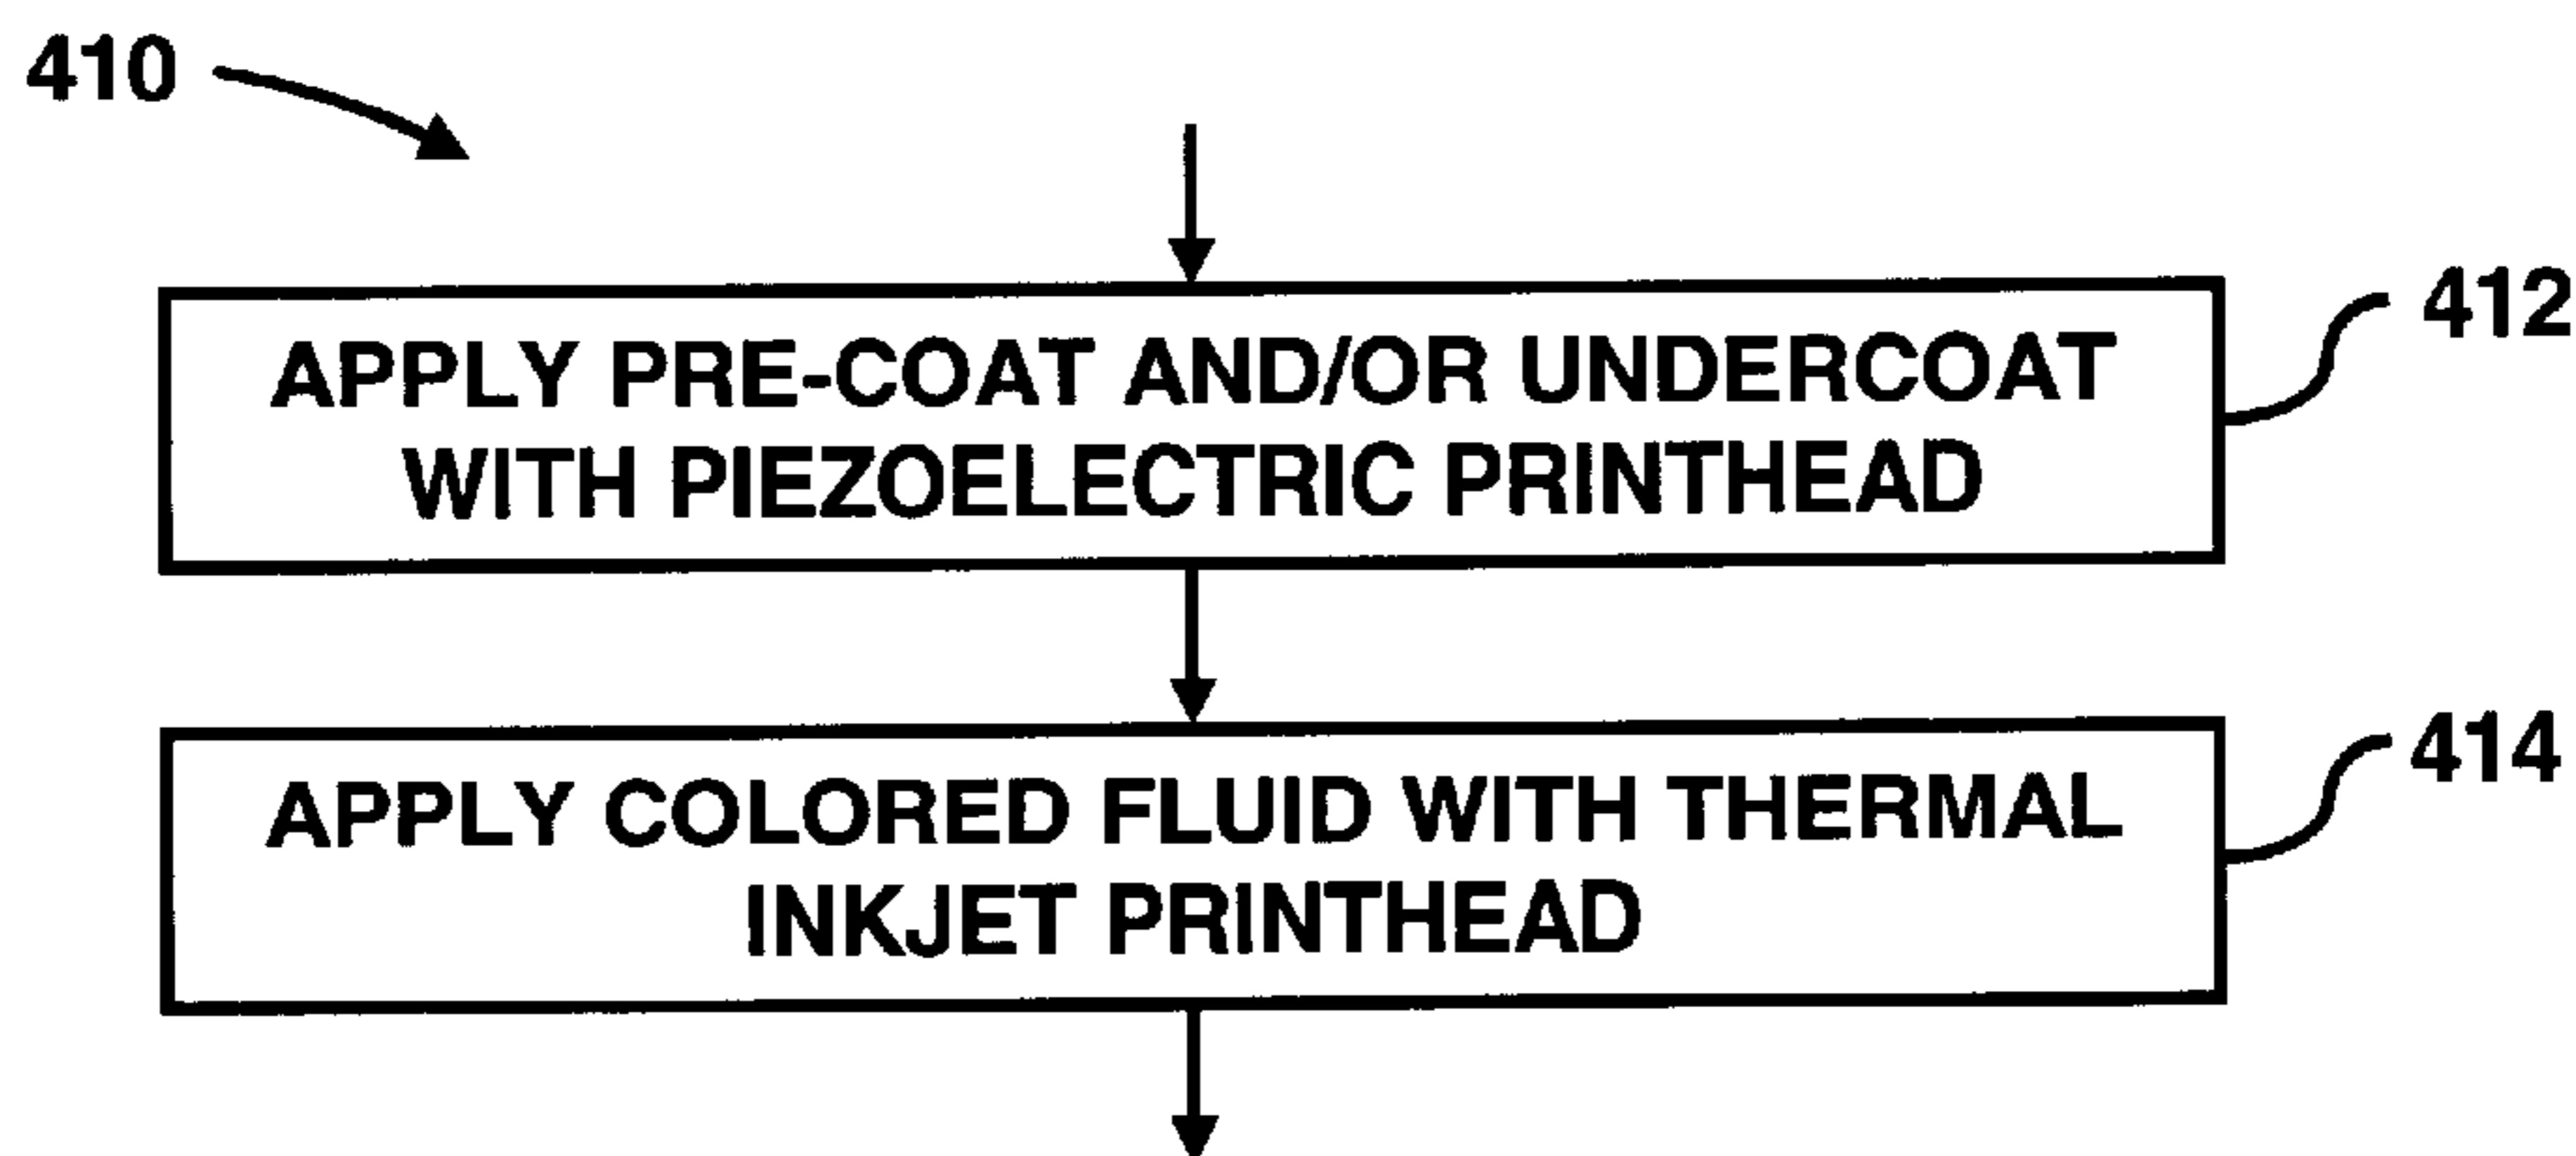 410
APPLY PRE-COAT AND/OR UNDERCOAT
WITH PIEZOELECTRIC PRINTHEAD
412
APPLY COLORED FLUID WITH THERMAL
INKJET PRINTHEAD
414